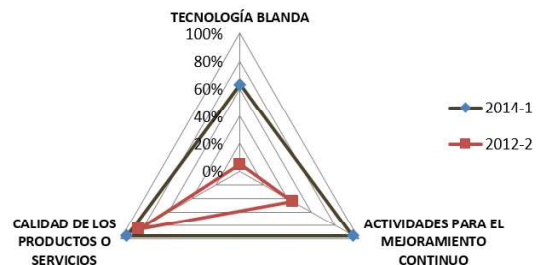 TECNOLOGÍA BLANDA
100%
80%
60%
40%
20%
0%
2014-1
2012-2
CALIDAD DE LOS
PRODUCTOS O
SERVICIOS
ACTIVIDADES PARA EL
MEJORAMIENTO
CONTINUO